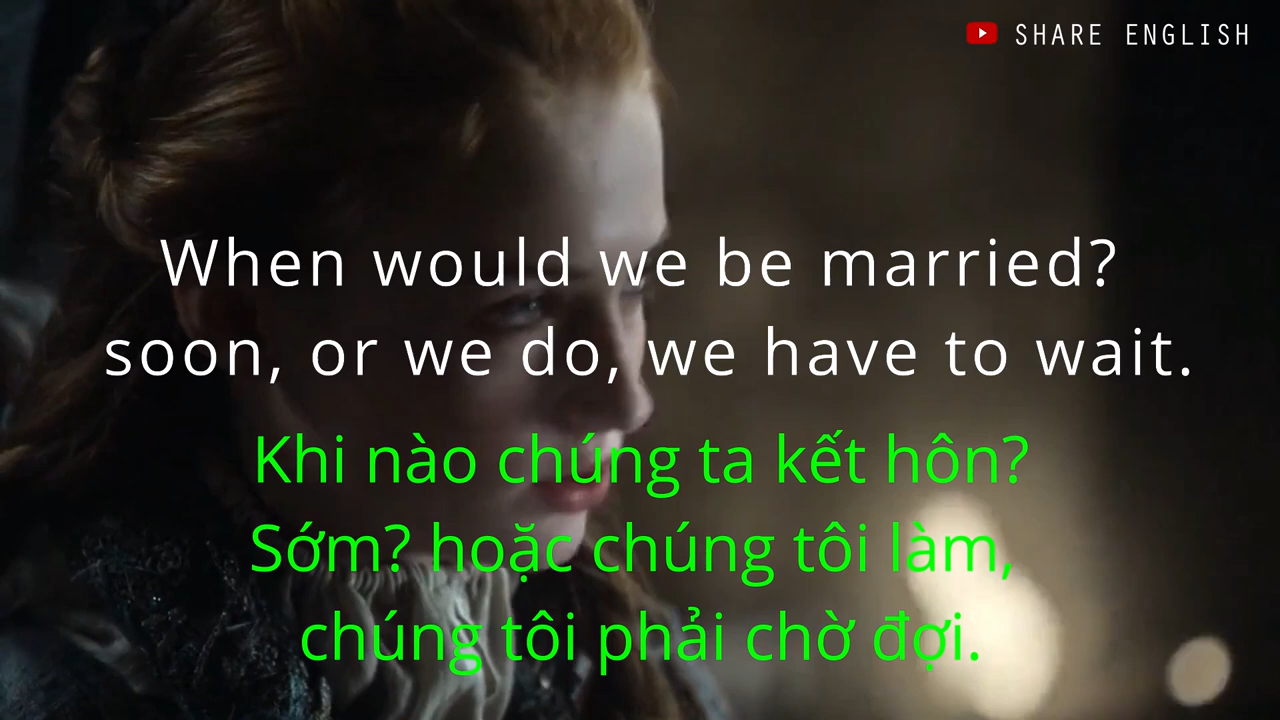 SHARE ENGLISH
When would we be married?
soon, or we do, we have to wait.
Khi nào chúng ta kết hôn?
Sớm? hoặc chúng tôi làm,
chúng tôi phải chờ đợi.